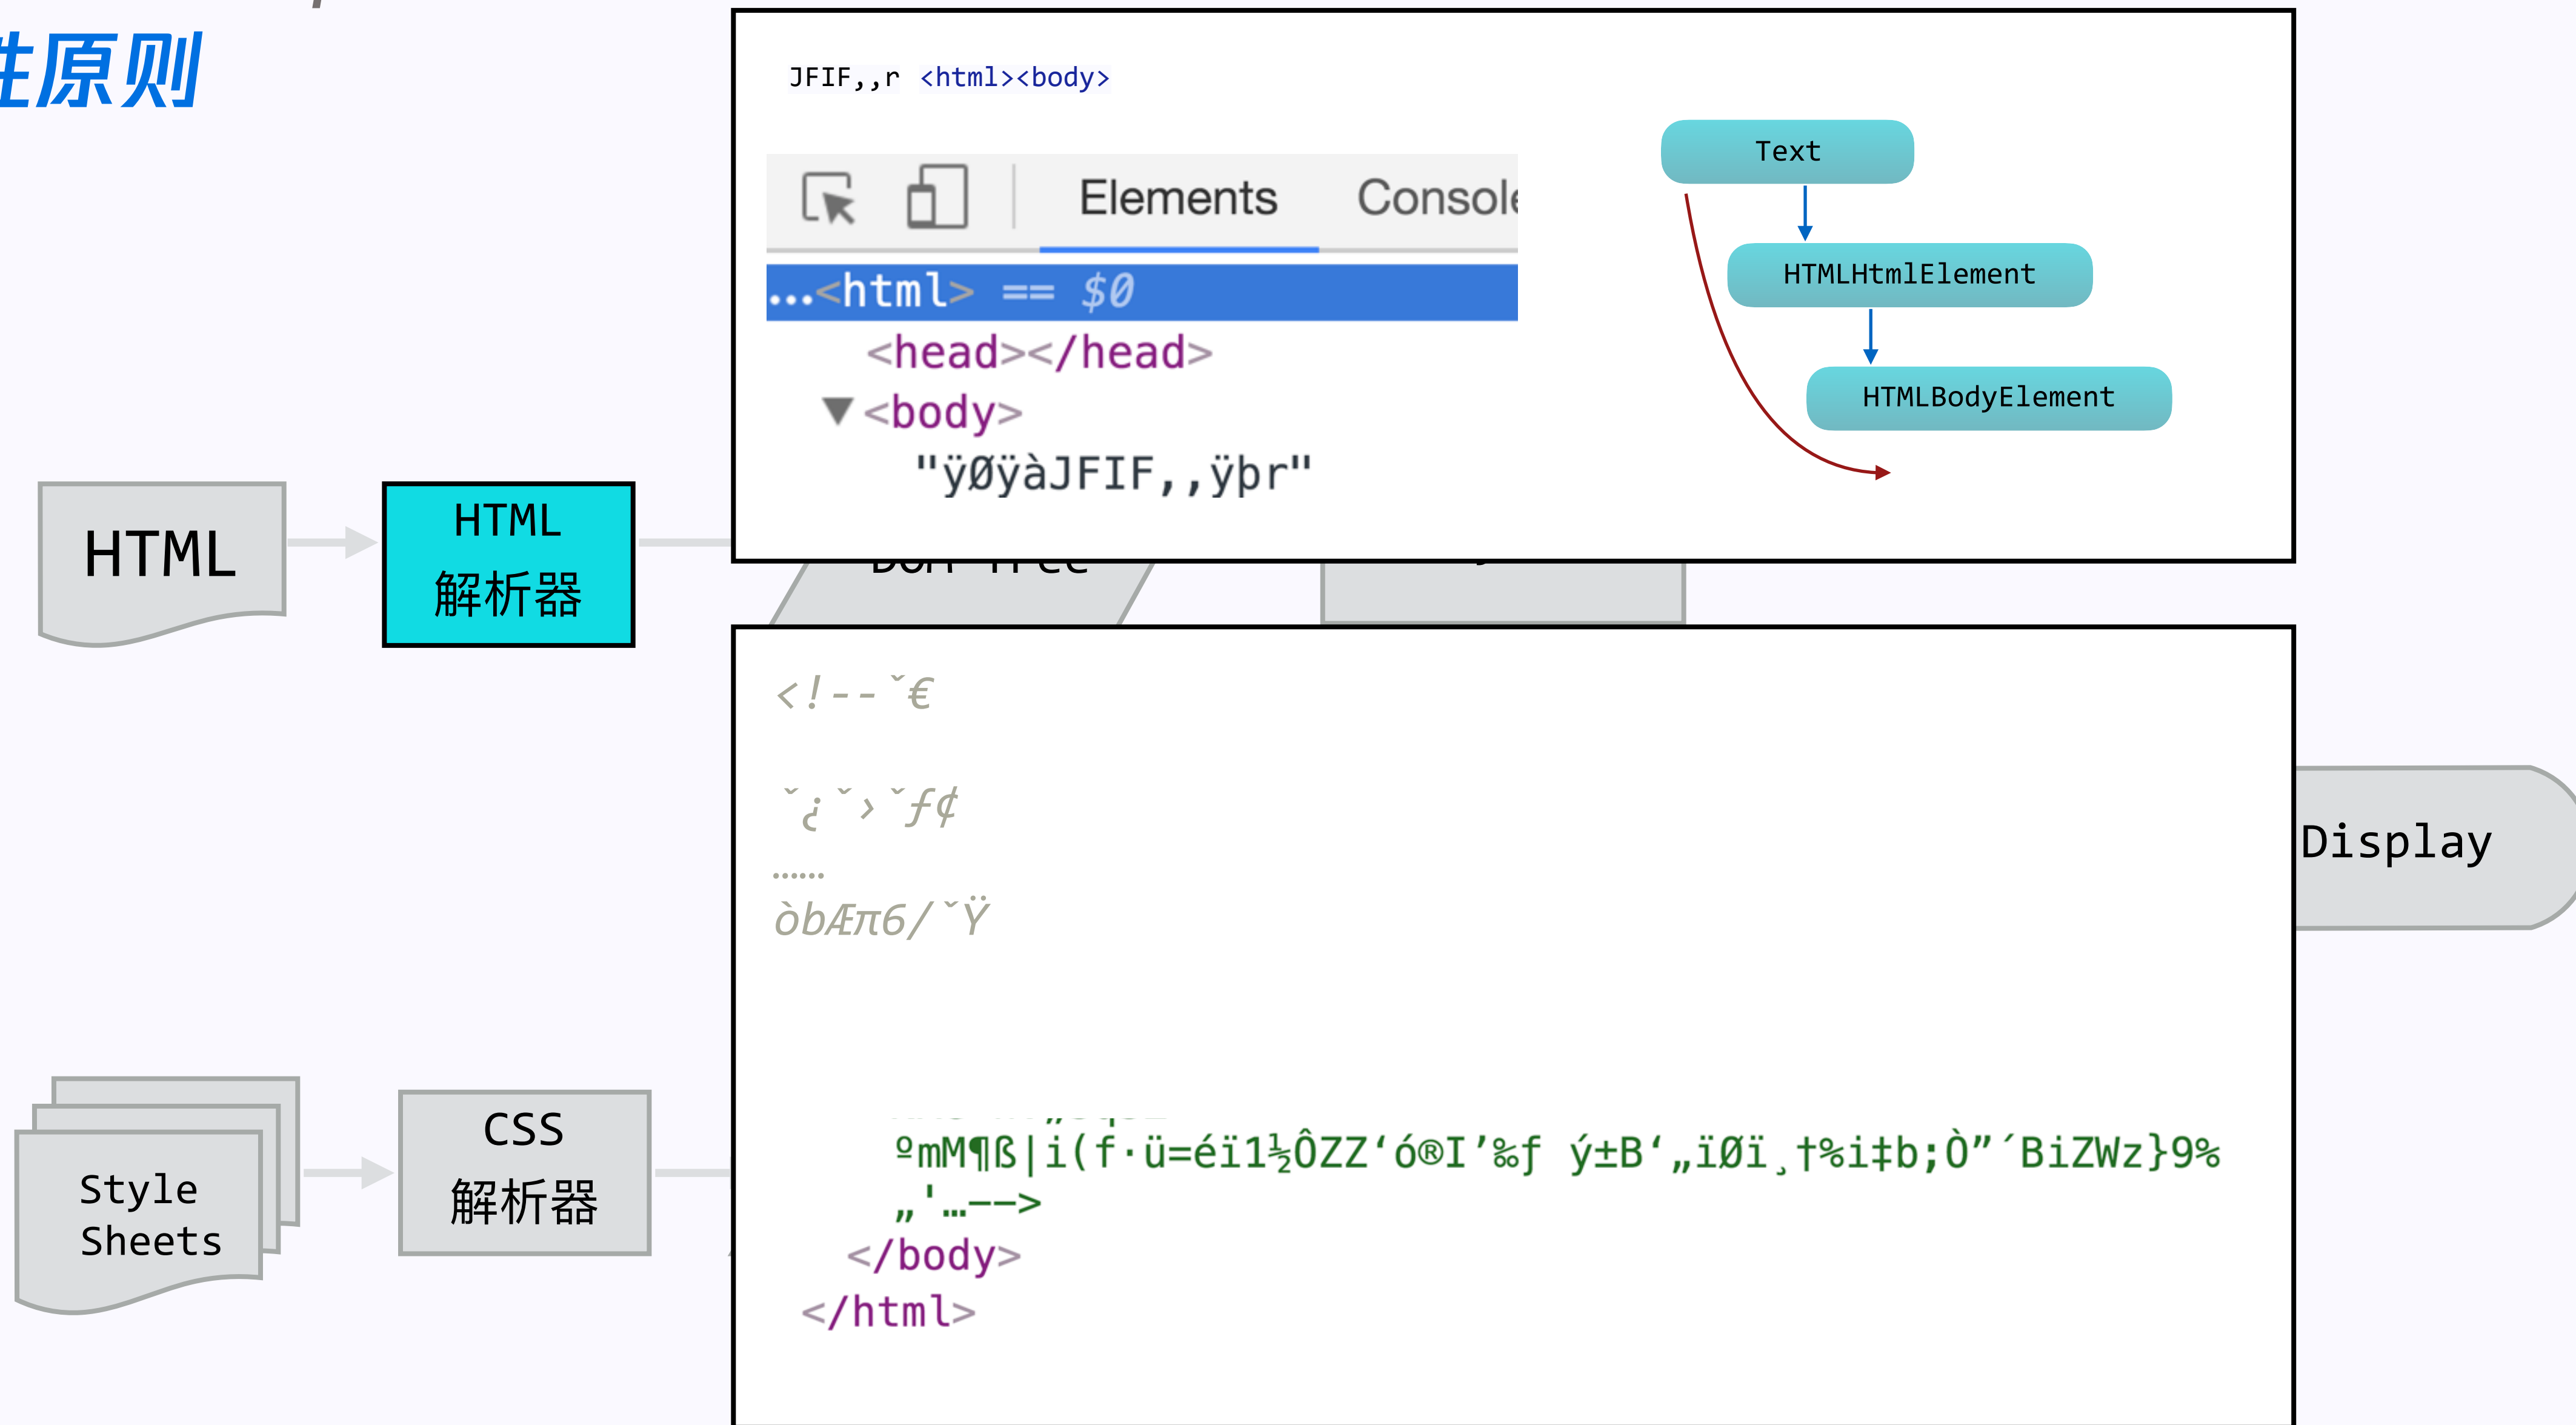 原则
JFIF,,r <html><body>
Elements Console
…<html> == $0
<head></head>
▼<body>
"ÿØÿàJFIF,,ÿþr"
Text
HTMLHtmlElement
HTMLBodyElement
HTML
HTML
解析器
<!--ˇ€
ˇ¿ˇ›ˇƒ¢
……
òbÆπ6/ˇŸ
Display
Style
Sheets
CSS
解析器
ºmM¶ß|i(f·ü=éï1½ÔZZ‘ó®I’‰ƒ ý±B‘„ïØï¸†%i‡b;Ò”´BiZWz}9%
„'…-->
</body>
</html>